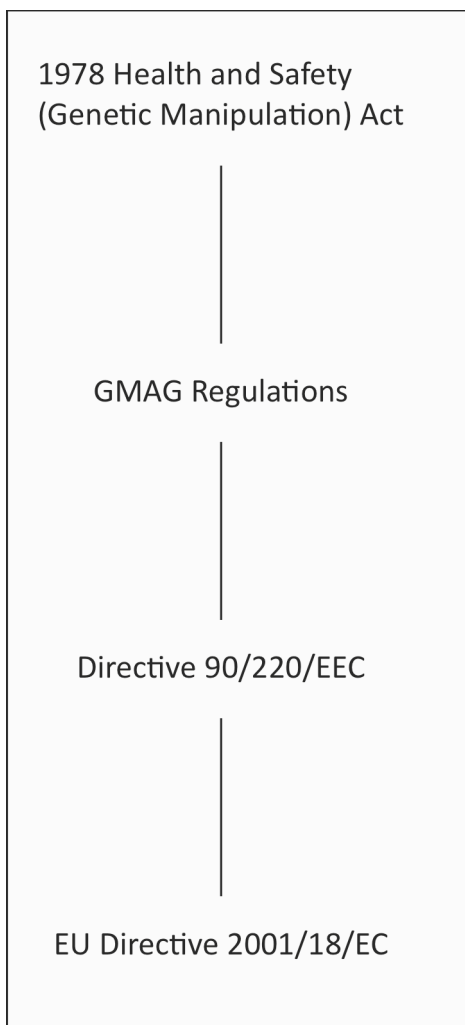 1978 Health and Safety
(Genetic Manipulation) Act
GMAG Regulations
Directive 90/220/EEC
EU Directive 2001/18/EC